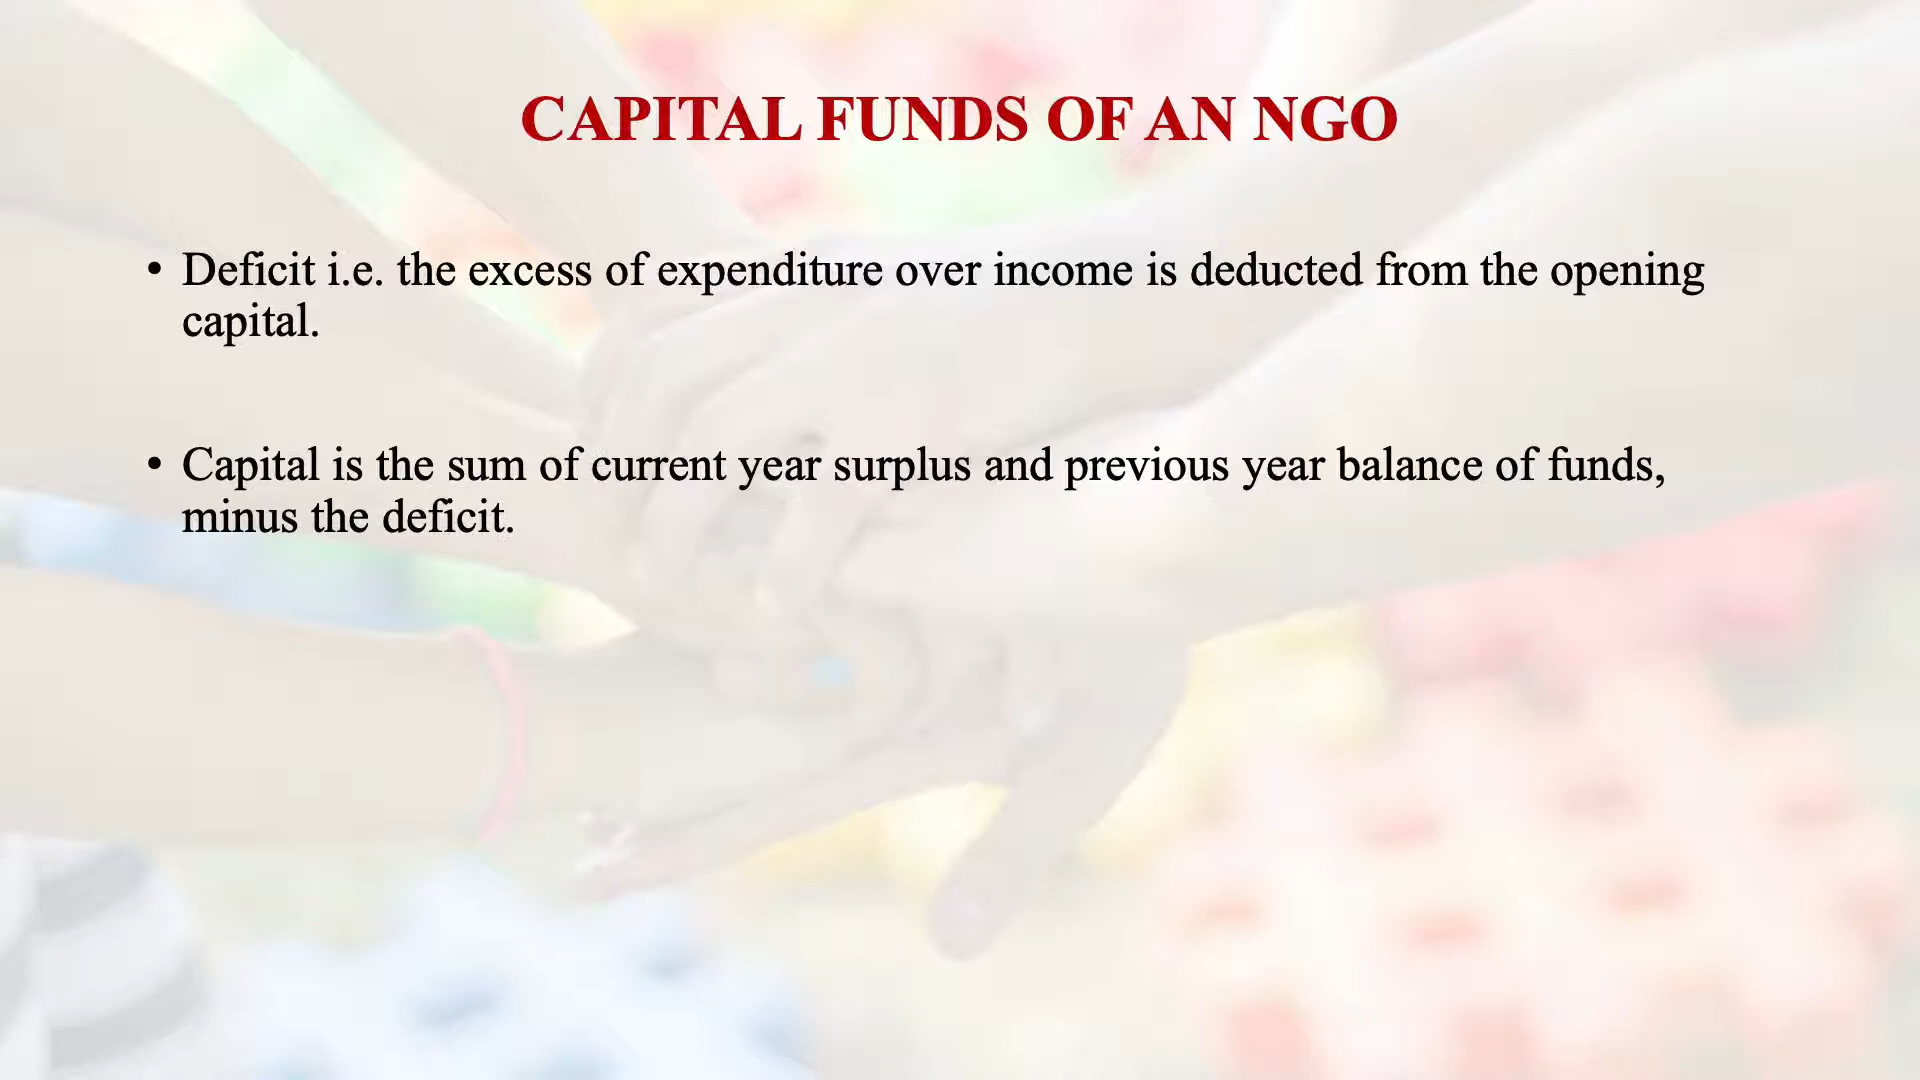 CAPITAL FUNDS OF AN NGO
• Deficit i.e. the excess of expenditure over income is deducted from the opening
capital.
• Capital is the sum of current year surplus and previous year balance of funds,
minus the deficit.